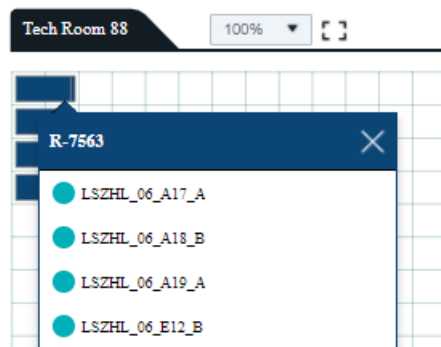 Tech Room 88
100%
R-7563
LSZHL_06_A17_A
LSZHL_06_A18_B
LSZHL_06_A19_A
LSZHL_06_E12_B